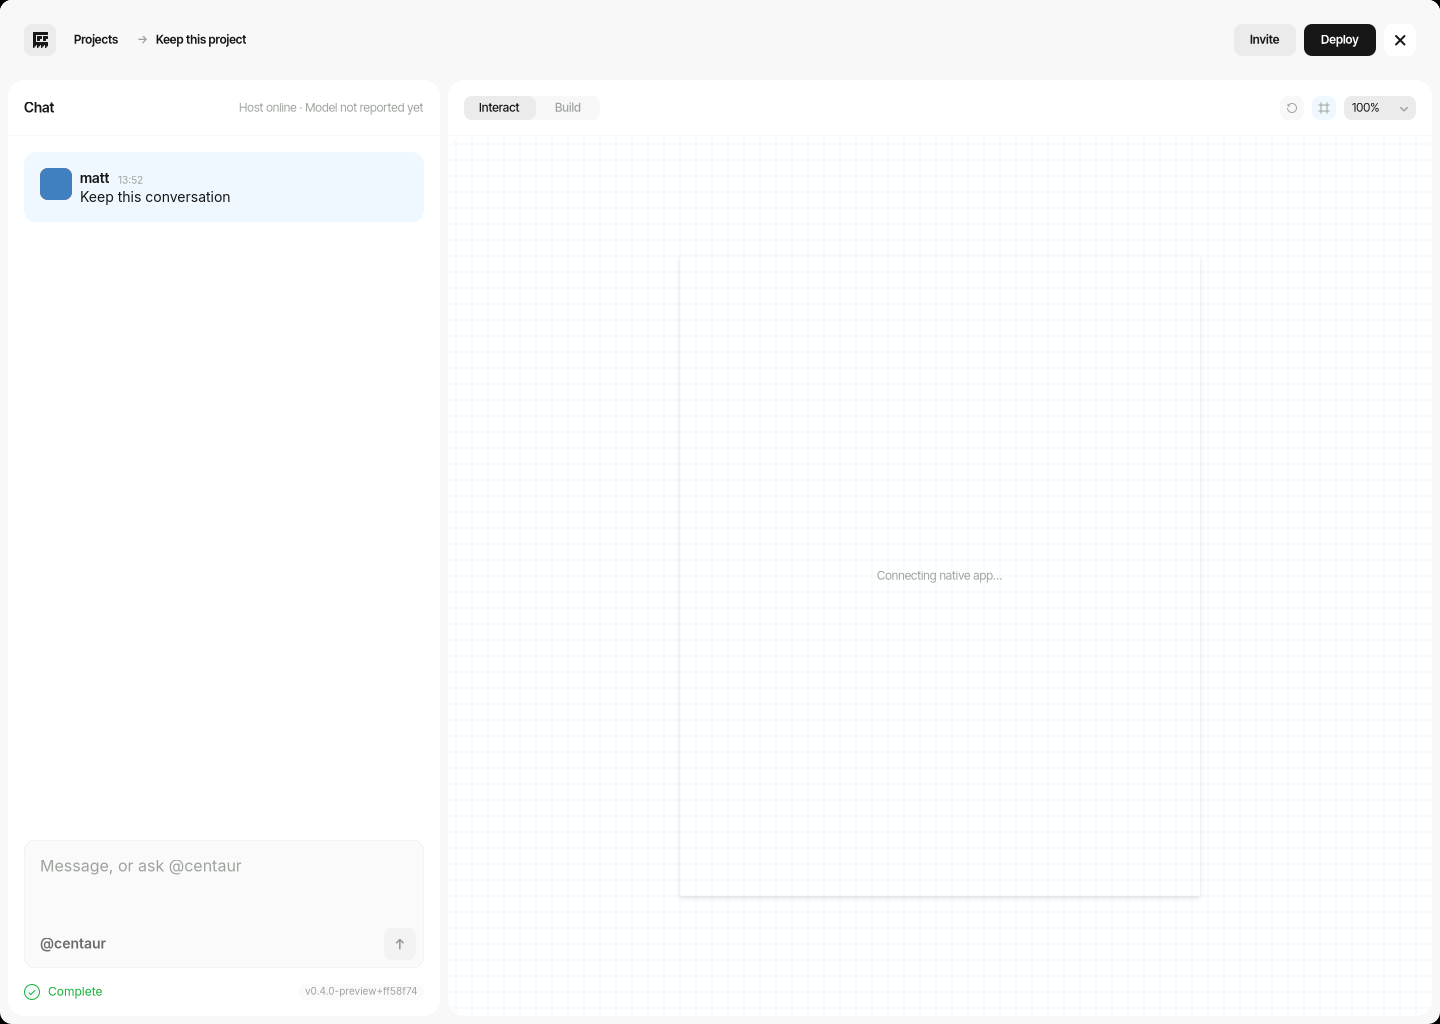 Projects → Keep this project
Invite
Deploy
Chat
Host online · Model not reported yet
Interact
Build
100%
matt 13:52
Keep this conversation
Connecting native app...
Message, or ask @centaur
@centaur
Complete
v0.4.0-preview+ff58f74